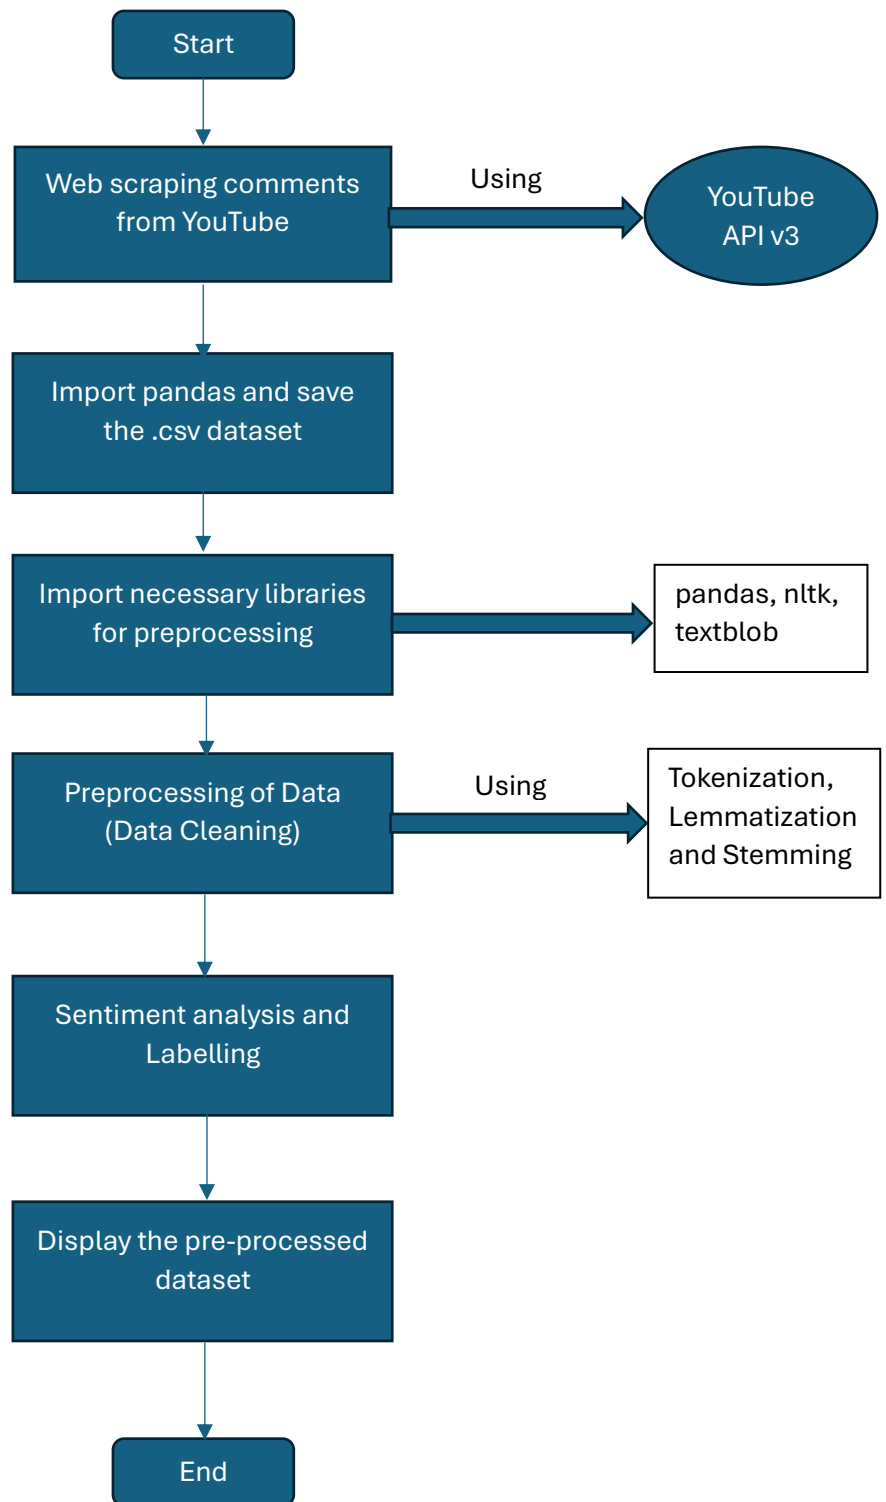 Start
Web scraping comments
from YouTube
Using
YouTube
API v3
Import pandas and save
the .csv dataset
Import necessary libraries
for preprocessing
pandas, nltk,
textblob
Preprocessing of Data
(Data Cleaning)
Using
Tokenization,
Lemmatization
and Stemming
Sentiment analysis and
Labelling
Display the pre-processed
dataset
End